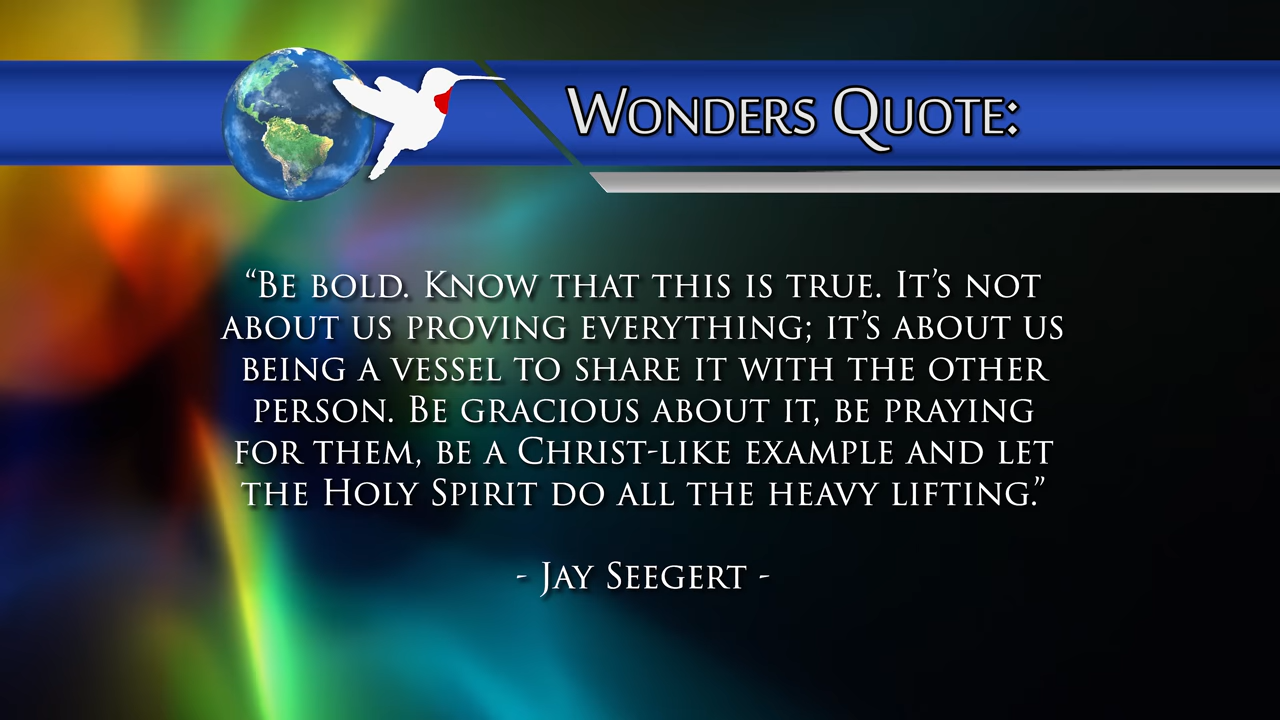 Wonders Quote:
“Be bold. Know that this is true. It’s not
about us proving everything; it’s about us
being a vessel to share it with the other
person. Be gracious about it, be praying
for them, be a Christ-like example and let
the Holy Spirit do all the heavy lifting.”
- Jay Seegert -